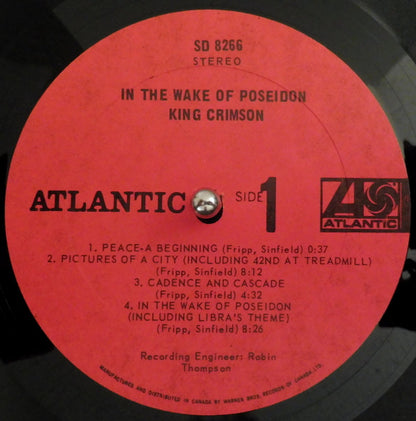 SD 8266
STEREO
IN THE WAKE OF POSEIDON
KING CRIMSON
ATLANTIC SIDE 1
ATLANTIC
1. PEACE-A BEGINNING (Fripp, Sinfield) 0:37
2. PICTURES OF A CITY (INCLUDING 42ND AT TREADMILL)
(Fripp, Sinfield) 8:12
3. CADENCE AND CASCADE
(Fripp, Sinfield) 4:32
4. IN THE WAKE OF POSEIDON
(INCLUDING LIBRA'S THEME)
(Fripp, Sinfield) 8:26
Recording Engineer: Robin
Thompson
MANUFACTURED AND DISTRIBUTED IN CANADA BY WARNER BROS. RECORDS OF CANADA, LTD.